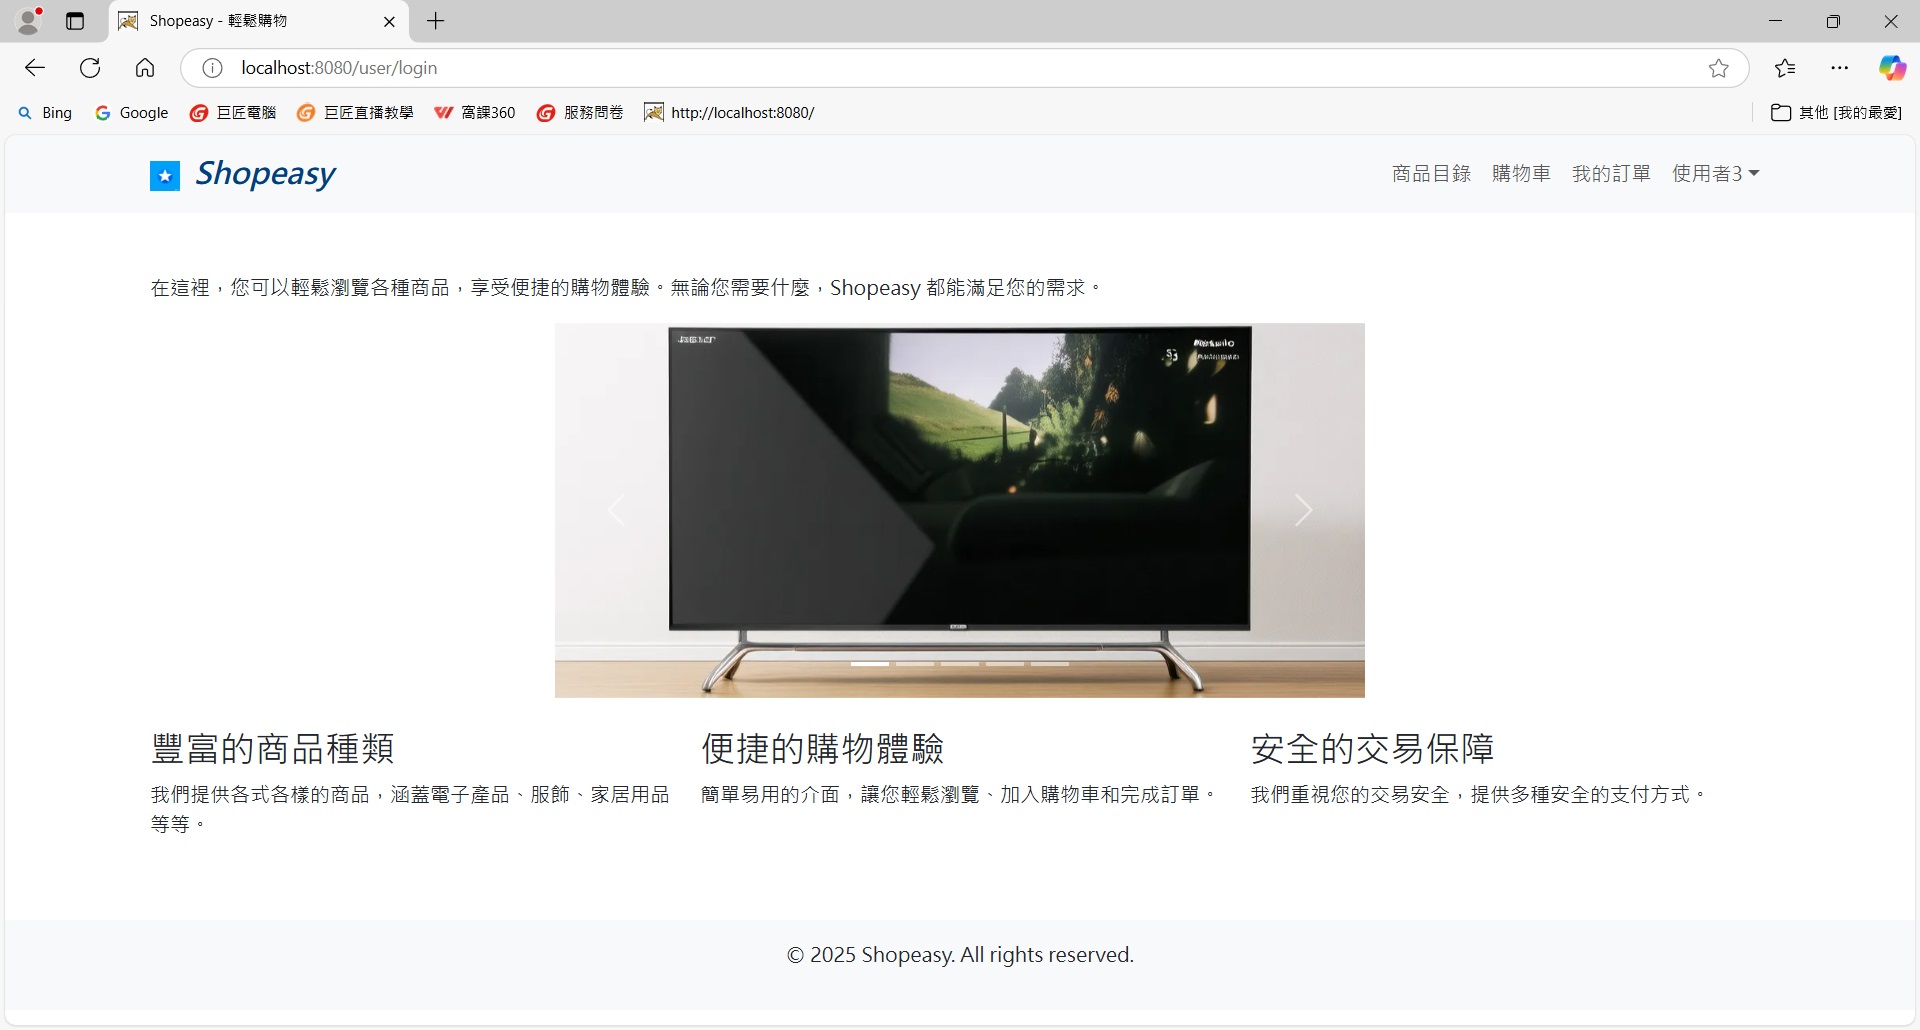 Shopeasy - 輕鬆購物
localhost:8080/user/login
Bing Google 巨匠電腦 巨匠直播教學 窩課360 服務問卷 http://localhost:8080/ 其他 [我的最愛]
Shopeasy 商品目錄 購物車 我的訂單 使用者3
在這裡，您可以輕鬆瀏覽各種商品，享受便捷的購物體驗。無論您需要什麼，Shopeasy 都能滿足您的需求。
豐富的商品種類
我們提供各式各樣的商品，涵蓋電子產品、服飾、家居用品
等等。
便捷的購物體驗
簡單易用的介面，讓您輕鬆瀏覽、加入購物車和完成訂單。
安全的交易保障
我們重視您的交易安全，提供多種安全的支付方式。
© 2025 Shopeasy. All rights reserved.